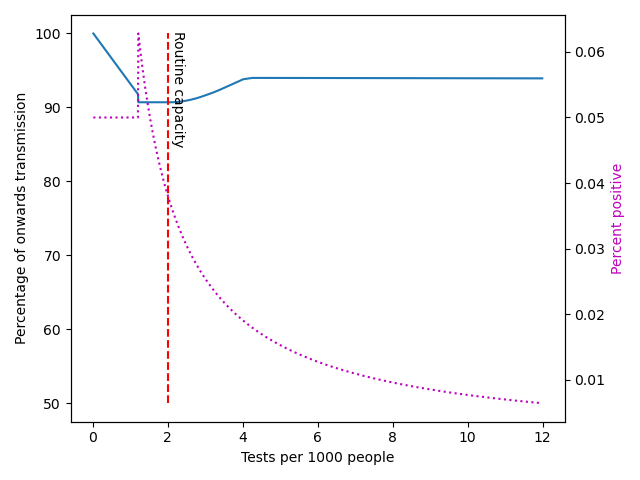 100
90
80
70
60
50
Percentage of onwards transmission
Routine capacity
0.06
0.05
0.04
0.03
0.02
0.01
Percent positive
0 2 4 6 8 10 12
Tests per 1000 people